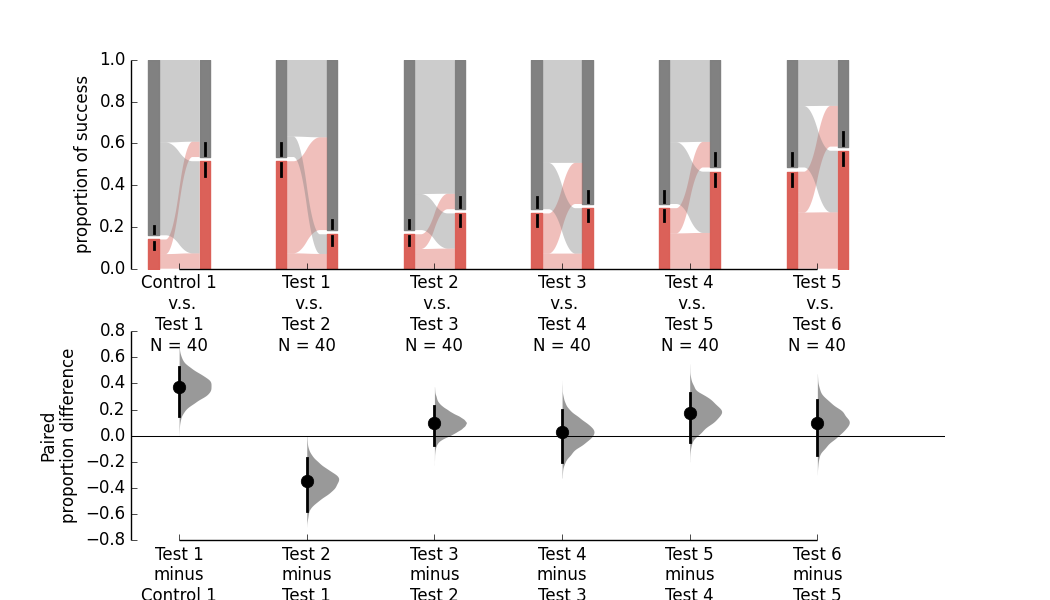 proportion of success
1.0
0.8
0.6
0.4
0.2
0.0
Control 1 Test 1 Test 2 Test 3 Test 4 Test 5
v.s. v.s. v.s. v.s. v.s. v.s.
Test 1 Test 2 Test 3 Test 4 Test 5 Test 6
N = 40 N = 40 N = 40 N = 40 N = 40 N = 40
Paired
proportion difference
0.8
0.6
0.4
0.2
0.0
−0.2
−0.4
−0.6
−0.8
Test 1 Test 2 Test 3 Test 4 Test 5 Test 6
minus minus minus minus minus minus
Control 1 Test 1 Test 2 Test 3 Test 4 Test 5